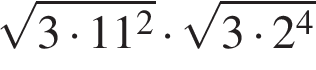 √(3 · 11²) · √(3 · 2⁴)